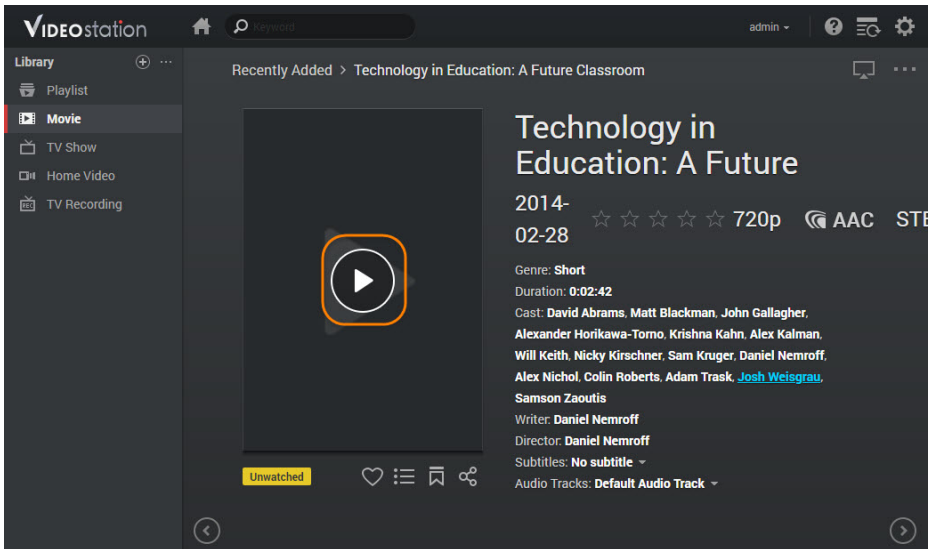 VIDEOstation
Keyword
admin
Library
Playlist
Movie
TV Show
Home Video
REC
TV Recording
Recently Added > Technology in Education: A Future Classroom
Technology in
Education: A Future
2014-
02-28
720p
AAC
STE
Genre: Short
Duration: 0:02:42
Cast: David Abrams, Matt Blackman, John Gallagher,
Alexander Horikawa-Torno, Krishna Kahn, Alex Kalman,
Will Keith, Nicky Kirschner, Sam Kruger, Daniel Nemroff,
Alex Nichol, Colin Roberts, Adam Trask, Josh Weisgrau,
Samson Zaoutis
Writer: Daniel Nemroff
Director: Daniel Nemroff
Subtitles: No subtitle
Audio Tracks: Default Audio Track
Unwatched